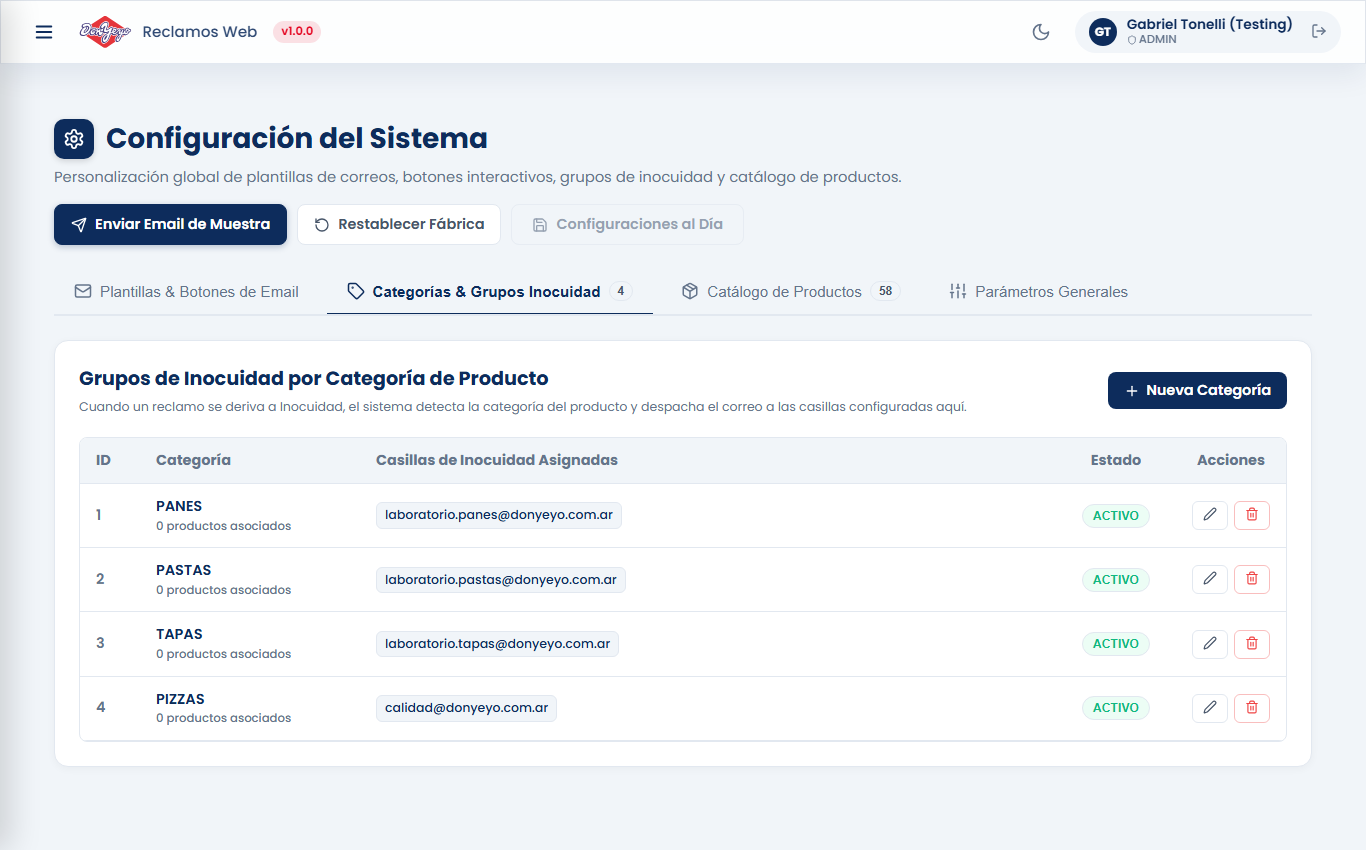 Don Yeyo
Reclamos Web
v1.0.0
GT
Gabriel Tonelli (Testing)
ADMIN
Configuración del Sistema
Personalización global de plantillas de correos, botones interactivos, grupos de inocuidad y catálogo de productos.
Enviar Email de Muestra
Restablecer Fábrica
Configuraciones al Día
Plantillas & Botones de Email
Categorías & Grupos Inocuidad 4
Catálogo de Productos 58
Parámetros Generales
Grupos de Inocuidad por Categoría de Producto
Cuando un reclamo se deriva a Inocuidad, el sistema detecta la categoría del producto y despacha el correo a las casillas configuradas aquí.
+ Nueva Categoría
ID Categoría Casillas de Inocuidad Asignadas Estado Acciones
1 PANES laboratorio.panes@donyeyo.com.ar ACTIVO
0 productos asociados
2 PASTAS laboratorio.pastas@donyeyo.com.ar ACTIVO
0 productos asociados
3 TAPAS laboratorio.tapas@donyeyo.com.ar ACTIVO
0 productos asociados
4 PIZZAS calidad@donyeyo.com.ar ACTIVO
0 productos asociados